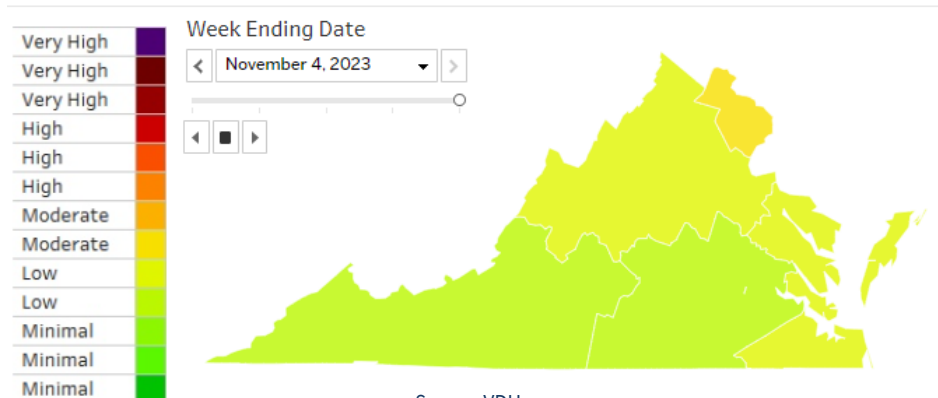 Week Ending Date
November 4, 2023
Very High
Very High
Very High
High
High
High
Moderate
Moderate
Low
Low
Minimal
Minimal
Minimal